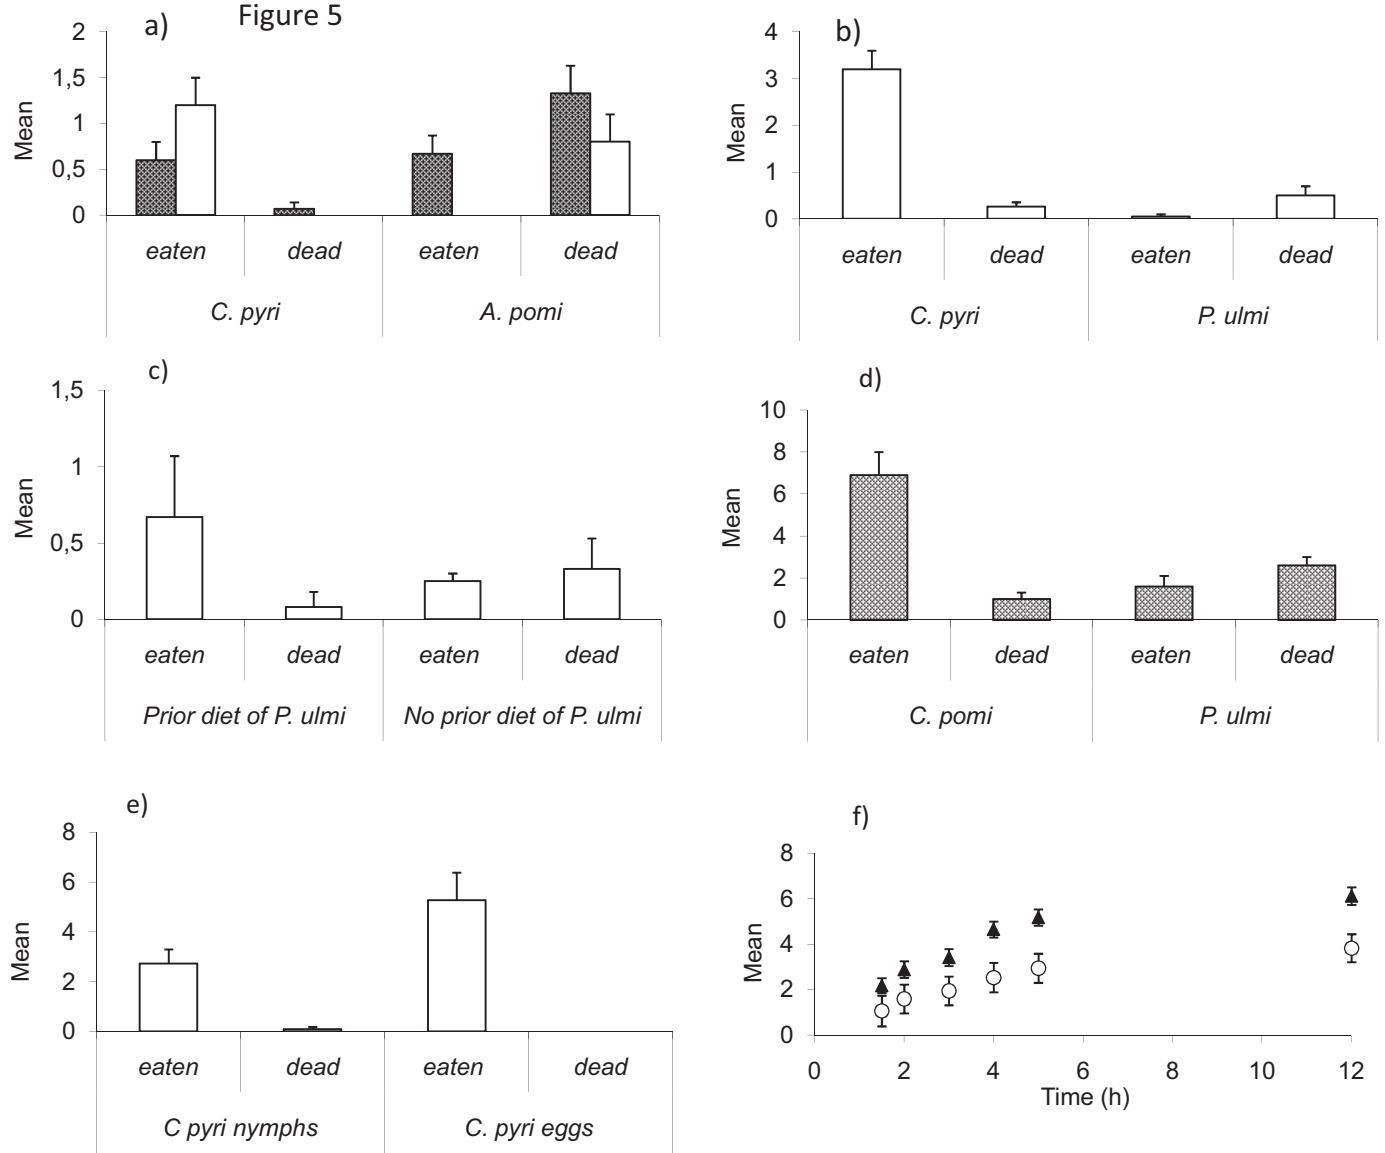 Figure 5
a)
2
1,5
1
0,5
0
Mean
eaten dead eaten dead
C. pyri A. pomi
b)
4
3
2
1
0
Mean
eaten dead eaten dead
C. pyri P. ulmi
c)
1,5
1
0,5
0
Mean
eaten dead eaten dead
Prior diet of P. ulmi No prior diet of P. ulmi
d)
10
8
6
4
2
0
Mean
eaten dead eaten dead
C. pomi P. ulmi
e)
8
6
4
2
0
Mean
eaten dead eaten dead
C pyri nymphs C. pyri eggs
f)
8
6
4
2
0
Mean
0 2 4 6 8 10 12
Time (h)